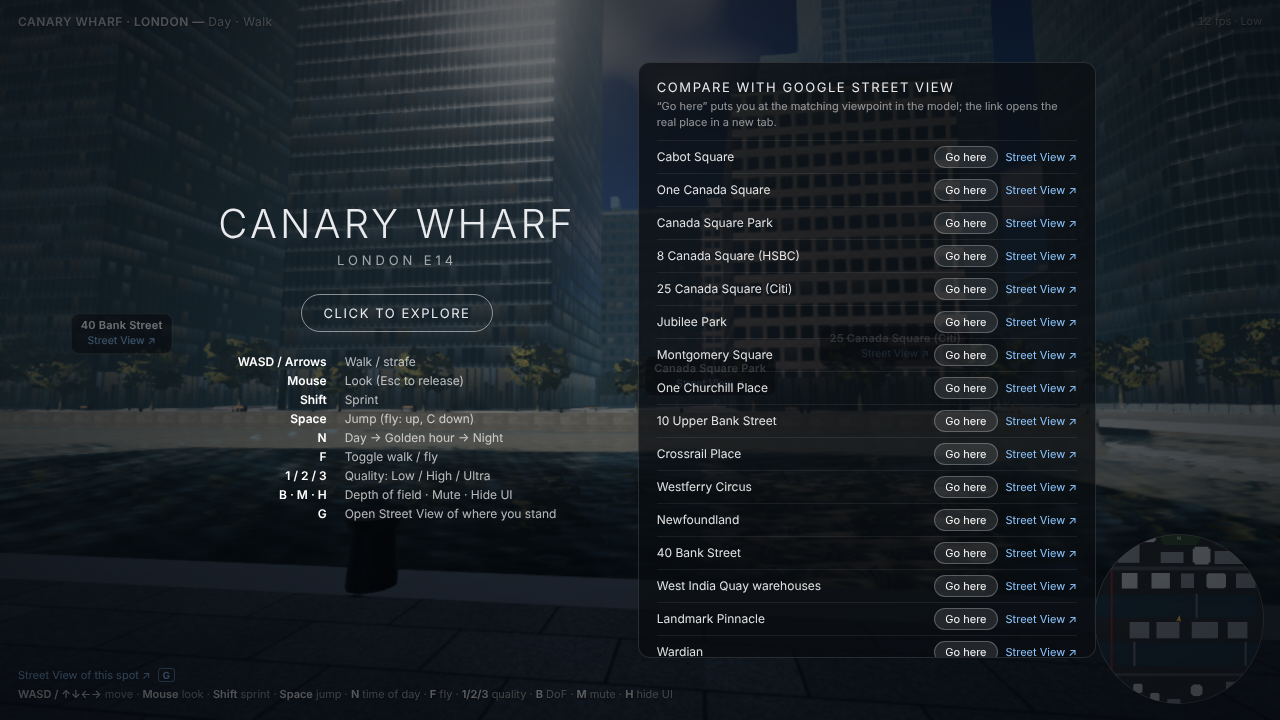 CANARY WHARF · LONDON — Day · Walk
12 fps · Low
COMPARE WITH GOOGLE STREET VIEW
“Go here” puts you at the matching viewpoint in the model; the link opens the
real place in a new tab.
Cabot Square Go here Street View ↗
One Canada Square Go here Street View ↗
Canada Square Park Go here Street View ↗
8 Canada Square (HSBC) Go here Street View ↗
25 Canada Square (Citi) Go here Street View ↗
Jubilee Park Go here Street View ↗
Montgomery Square Go here Street View ↗
One Churchill Place Go here Street View ↗
10 Upper Bank Street Go here Street View ↗
Crossrail Place Go here Street View ↗
Westferry Circus Go here Street View ↗
Newfoundland Go here Street View ↗
40 Bank Street Go here Street View ↗
West India Quay warehouses Go here Street View ↗
Landmark Pinnacle Go here Street View ↗
Wardian Go here Street View ↗
CANARY WHARF
LONDON E14
CLICK TO EXPLORE
WASD / Arrows Walk / strafe
Mouse Look (Esc to release)
Shift Sprint
Space Jump (fly: up, C down)
N Day → Golden hour → Night
F Toggle walk / fly
1 / 2 / 3 Quality: Low / High / Ultra
B · M · H Depth of field · Mute · Hide UI
G Open Street View of where you stand
40 Bank Street
Street View ↗
25 Canada Square (Citi)
Street View ↗
Canada Square Park
N
Street View of this spot ↗ G
WASD / ↑↓←→ move · Mouse look · Shift sprint · Space jump · N time of day · F fly · 1/2/3 quality · B DoF · M mute · H hide UI